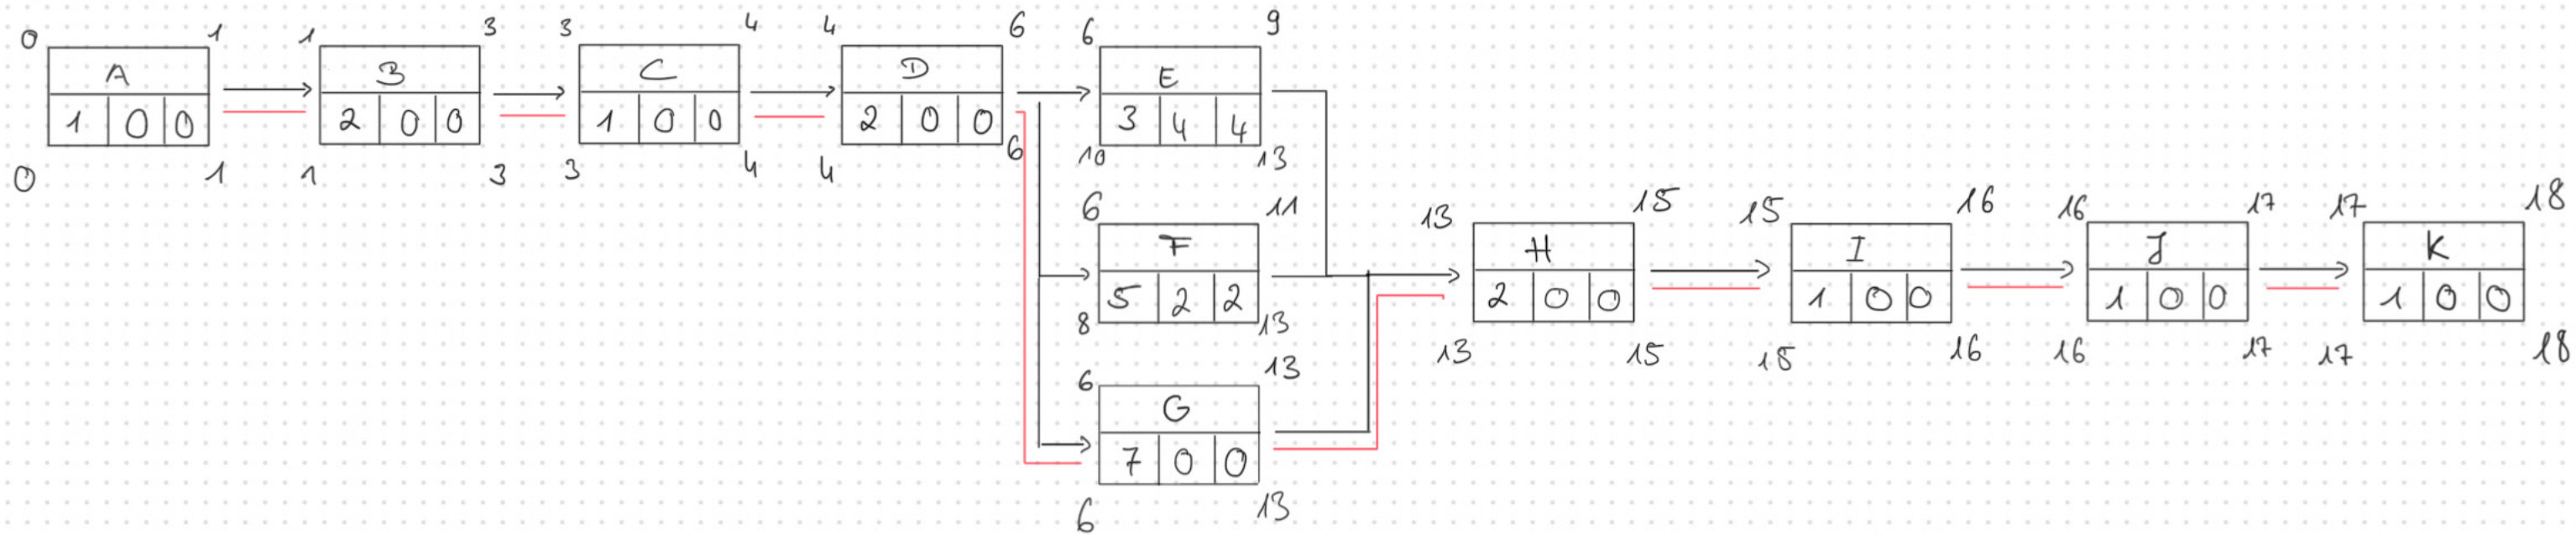 0 1 1 3 3 4 4 6 6 9
A B C D E
1 0 0 2 0 0 1 0 0 2 0 0 3 4 4
0 1 1 3 3 4 4 6 10 13
6 11 13 15 15 16 16 17 17 18
F H I J K
5 2 2 2 0 0 1 0 0 1 0 0 1 0 0
8 13 13 15 15 16 16 17 17 18
6 13
G
7 0 0
6 13